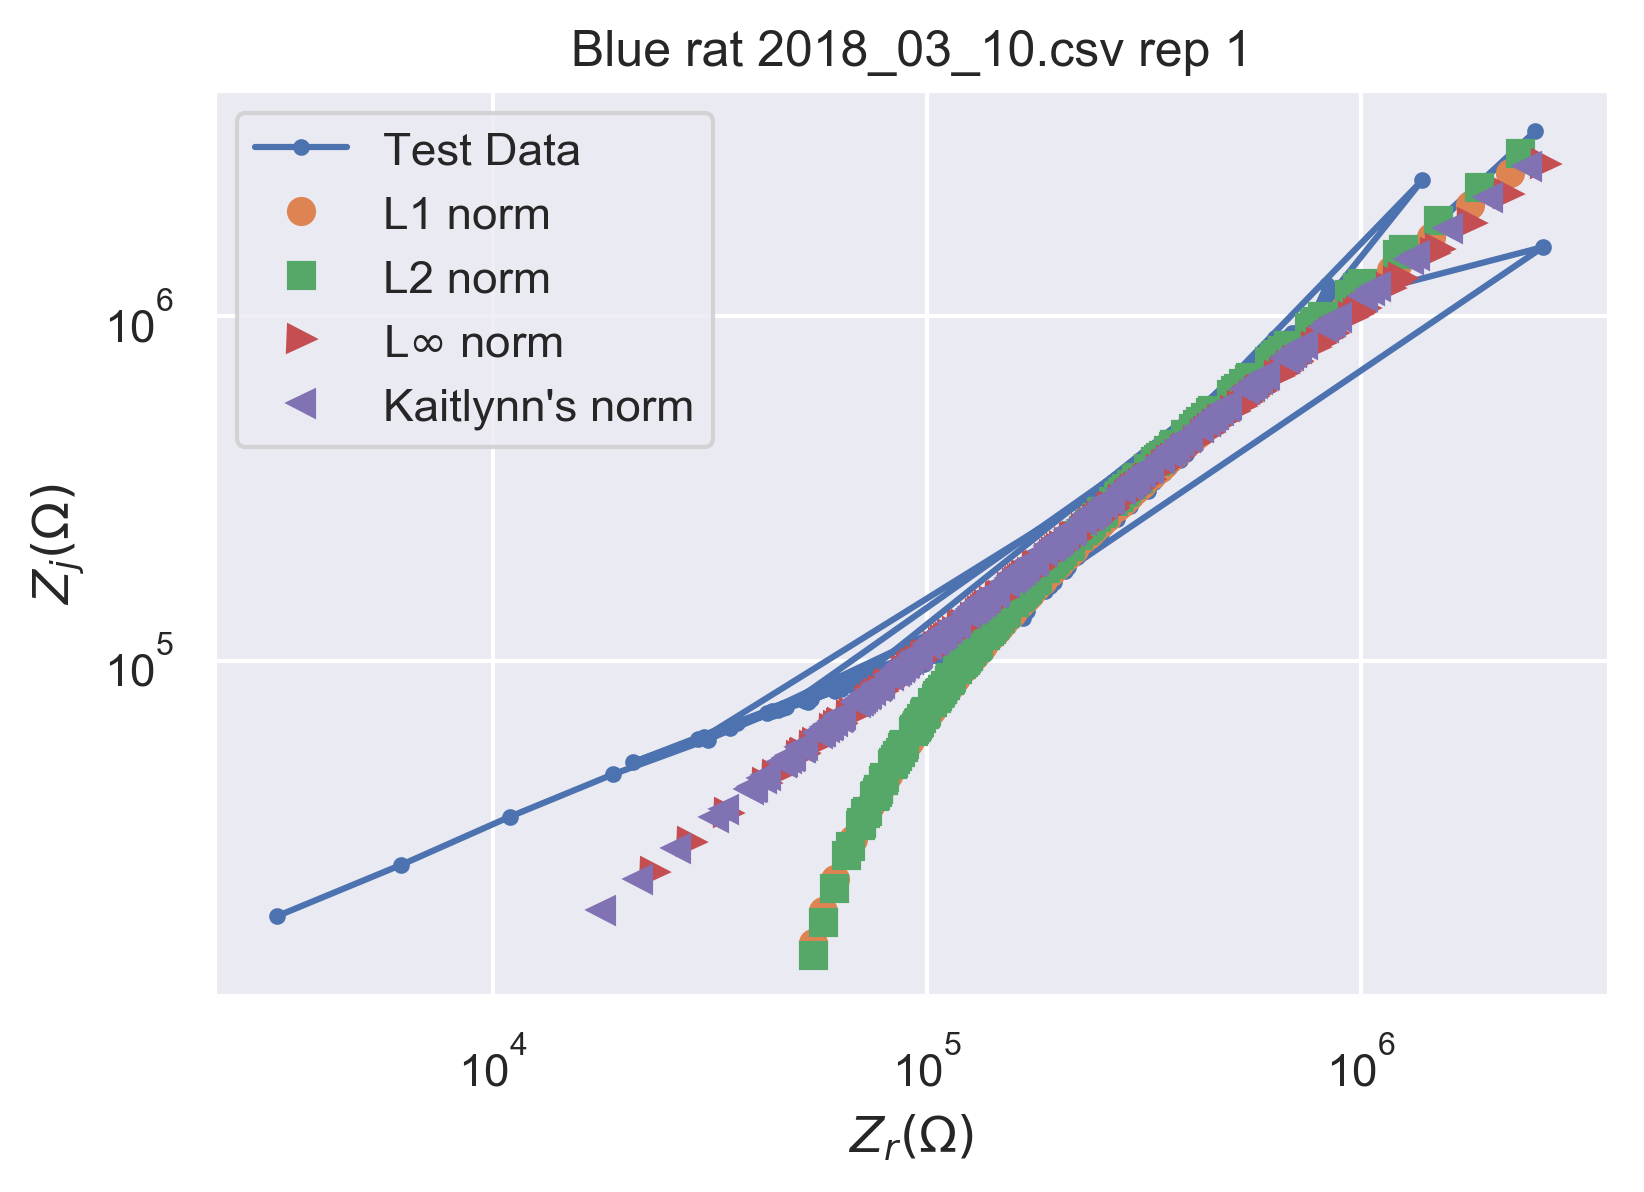 Blue rat 2018_03_10.csv rep 1
Test Data
L1 norm
L2 norm
L∞ norm
Kaitlynn's norm
Z_j(Ω)
10^6
10^5
10^4
10^5
10^6
Z_r(Ω)